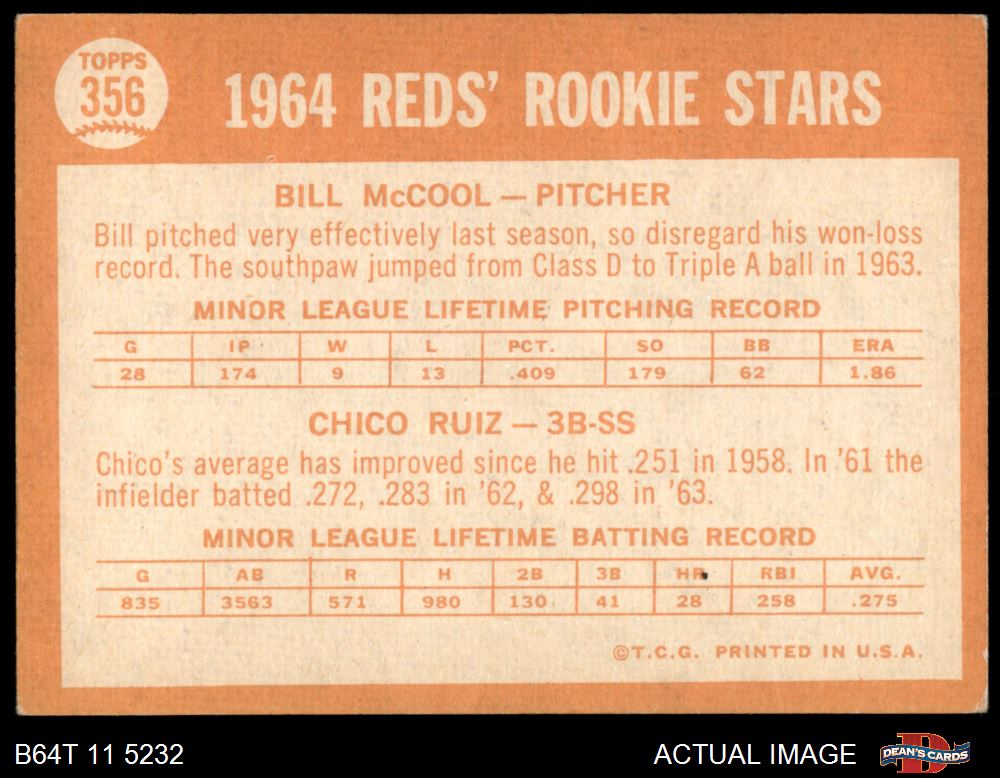 TOPPS
356
1964 REDS' ROOKIE STARS
BILL McCOOL — PITCHER
Bill pitched very effectively last season, so disregard his won-loss
record. The southpaw jumped from Class D to Triple A ball in 1963.
MINOR LEAGUE LIFETIME PITCHING RECORD
G IP W L PCT. SO BB ERA
28 174 9 13 .409 179 62 1.86
CHICO RUIZ — 3B-SS
Chico's average has improved since he hit .251 in 1958. In '61 the
infielder batted .272, .283 in '62, & .298 in '63.
MINOR LEAGUE LIFETIME BATTING RECORD
G AB R H 2B 3B HR RBI AVG.
835 3563 571 980 130 41 28 258 .275
©T.C.G. PRINTED IN U.S.A.
B64T 11 5232
ACTUAL IMAGE
D
DEAN'S CARDS